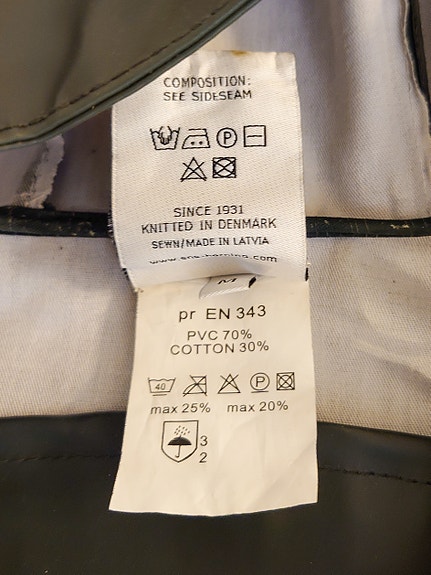 COMPOSITION:
SEE SIDESEAM
P
SINCE 1931
KNITTED IN DENMARK
SEWN/MADE IN LATVIA
M
pr EN 343
PVC 70%
COTTON 30%
40 P
max 25% max 20%
3
2